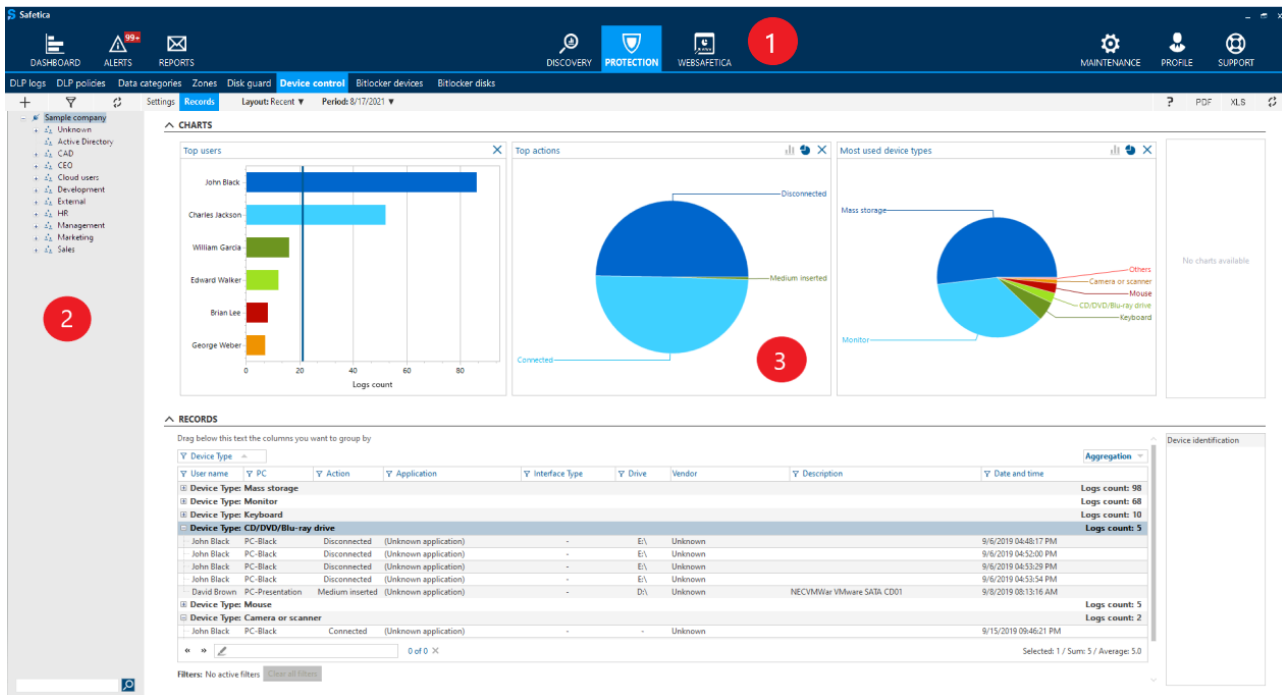 Safetica
DASHBOARD ALERTS 99+ REPORTS DISCOVERY PROTECTION WEBSAFETICA 1 MAINTENANCE PROFILE SUPPORT
DLP logs DLP policies Data categories Zones Disk guard Device control Bitlocker devices Bitlocker disks
Settings Records Layout: Recent Period: 8/17/2021 ? PDF XLS
Sample company
Unknown
Active Directory
CAD
CEO
Cloud users
Development
External
HR
Management
Marketing
Sales
2
CHARTS
Top users
John Black
Charles Jackson
William Garcia
Edward Walker
Brian Lee
George Weber
0 20 40 60 80
Logs count
Top actions
Disconnected
Medium inserted
Connected
3
Most used device types
Mass storage
Others
Camera or scanner
Mouse
CD/DVD/Blu-ray drive
Keyboard
Monitor
No charts available
RECORDS
Drag below this text the columns you want to group by
Device Type Aggregation
User name PC Action Application Interface Type Drive Vendor Description Date and time
Device Type: Mass storage Logs count: 98
Device Type: Monitor Logs count: 68
Device Type: Keyboard Logs count: 10
Device Type: CD/DVD/Blu-ray drive Logs count: 5
John Black PC-Black Disconnected (Unknown application) - E:\ Unknown 9/6/2019 04:48:17 PM
John Black PC-Black Disconnected (Unknown application) - E:\ Unknown 9/6/2019 04:52:00 PM
John Black PC-Black Disconnected (Unknown application) - E:\ Unknown 9/6/2019 04:53:29 PM
John Black PC-Black Disconnected (Unknown application) - E:\ Unknown 9/6/2019 04:53:54 PM
David Brown PC-Presentation Medium inserted (Unknown application) - D:\ Unknown NECVMWar VMware SATA CD01 9/8/2019 08:13:16 AM
Device Type: Mouse Logs count: 5
Device Type: Camera or scanner Logs count: 2
John Black PC-Black Connected (Unknown application) - - Unknown 9/15/2019 09:46:21 PM
0 of 0 Selected: 1 / Sum: 5 / Average: 5.0
Filters: No active filters Clear all filters
Device identification